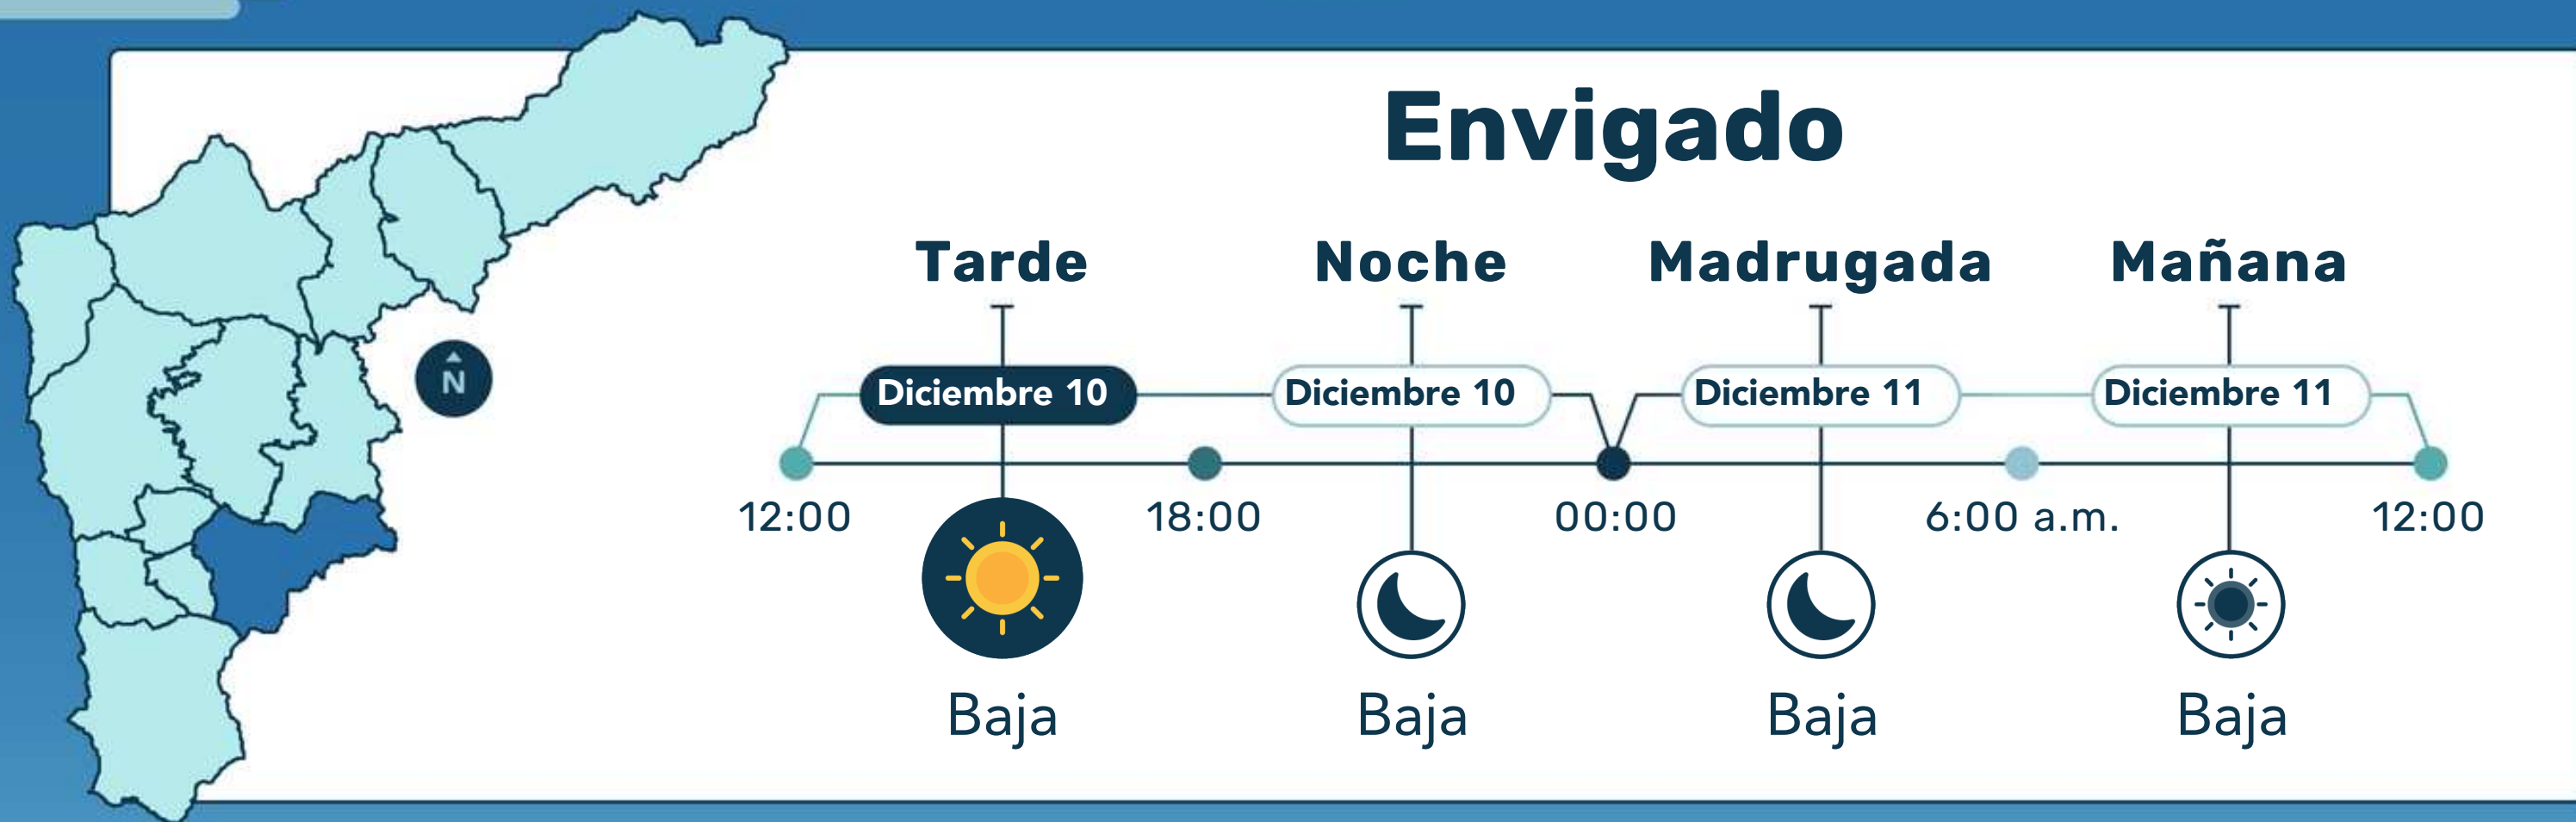 Envigado
Tarde Noche Madrugada Mañana
Diciembre 10 Diciembre 10 Diciembre 11 Diciembre 11
N
12:00 18:00 00:00 6:00 a.m. 12:00
Baja Baja Baja Baja